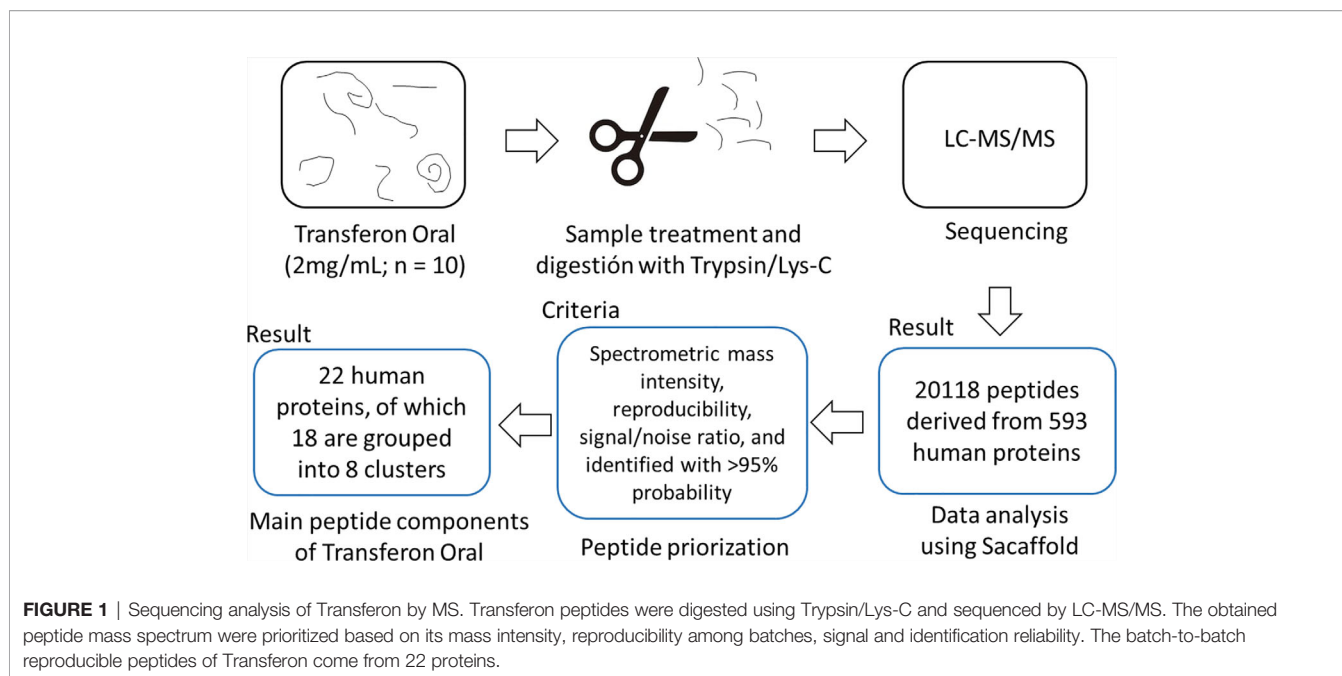 Transferon Oral
(2mg/mL; n = 10)
Sample treatment and
digestión with Trypsin/Lys-C
LC-MS/MS
Sequencing
Result
20118 peptides
derived from 593
human proteins
Data analysis
using Sacaffold
Criteria
Spectrometric mass
intensity,
reproducibility,
signal/noise ratio, and
identified with >95%
probability
Peptide priorization
Result
22 human
proteins, of which
18 are grouped
into 8 clusters
Main peptide components
of Transferon Oral
FIGURE 1 | Sequencing analysis of Transferon by MS. Transferon peptides were digested using Trypsin/Lys-C and sequenced by LC-MS/MS. The obtained
peptide mass spectrum were prioritized based on its mass intensity, reproducibility among batches, signal and identification reliability. The batch-to-batch
reproducible peptides of Transferon come from 22 proteins.